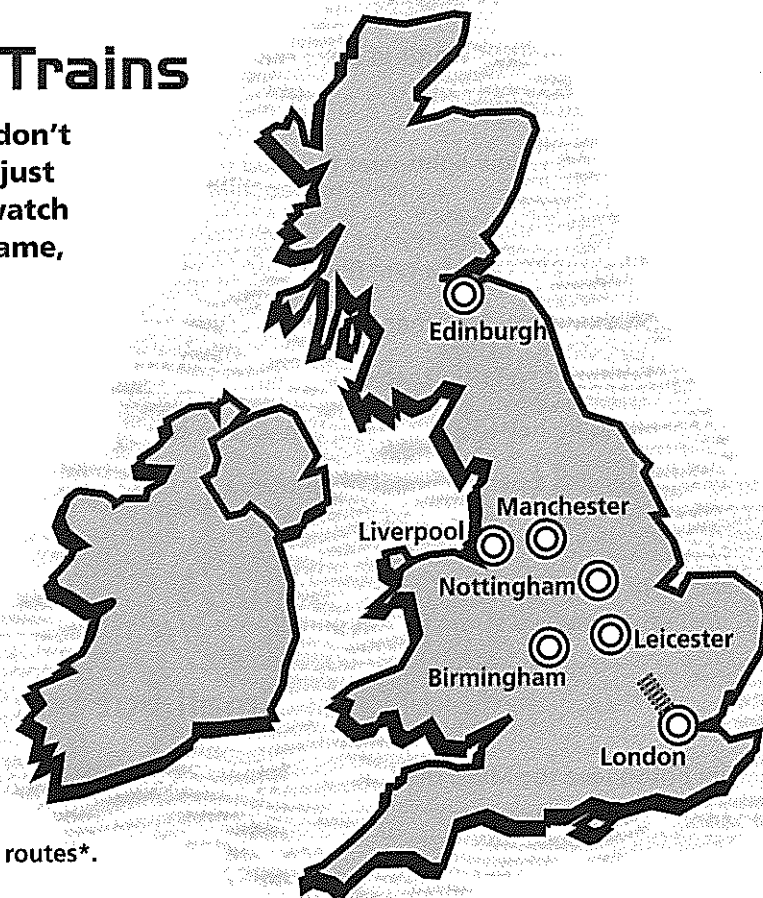 Trains
don't
just
watch
ame,
Edinburgh
Manchester
Liverpool
Nottingham
Leicester
Birmingham
London
routes*.